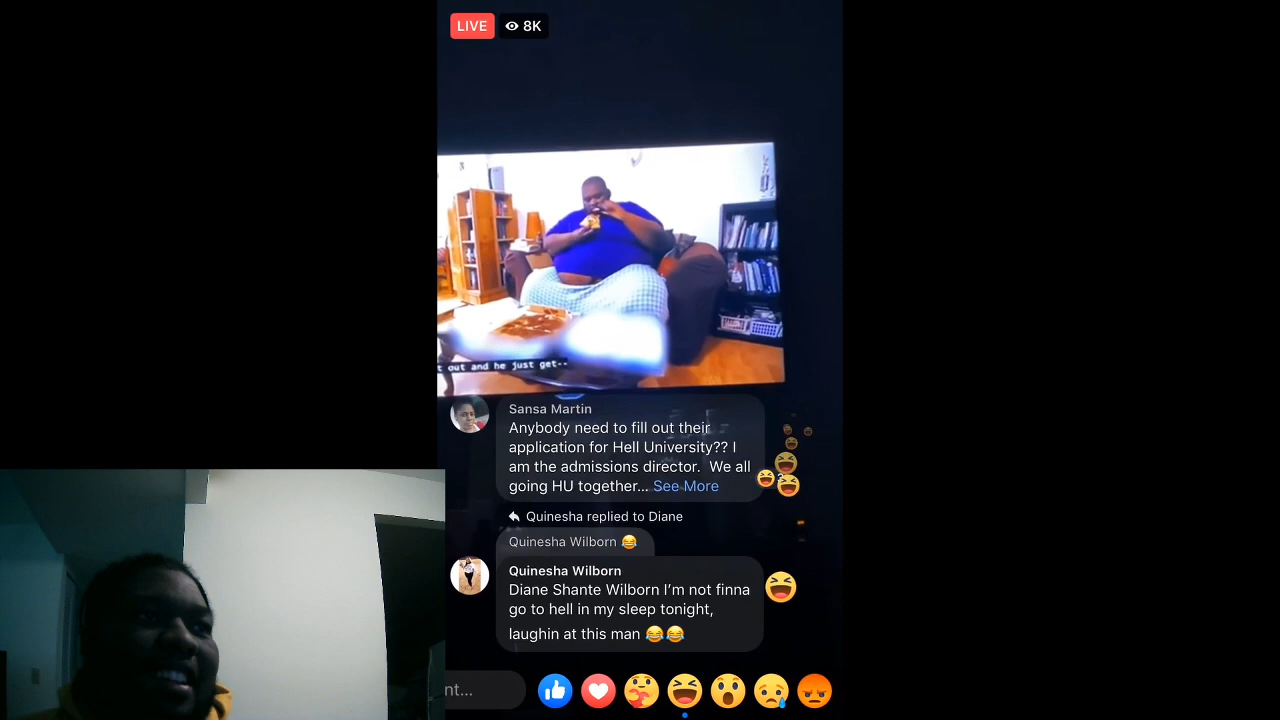 LIVE 8K
t out and he just get--
Sansa Martin
Anybody need to fill out their
application for Hell University?? I
am the admissions director. We all
going HU together... See More
Quinesha replied to Diane
Quinesha Wilborn 😂
Quinesha Wilborn
Diane Shante Wilborn I’m not finna
go to hell in my sleep tonight,
laughin at this man 😂😂
nt...